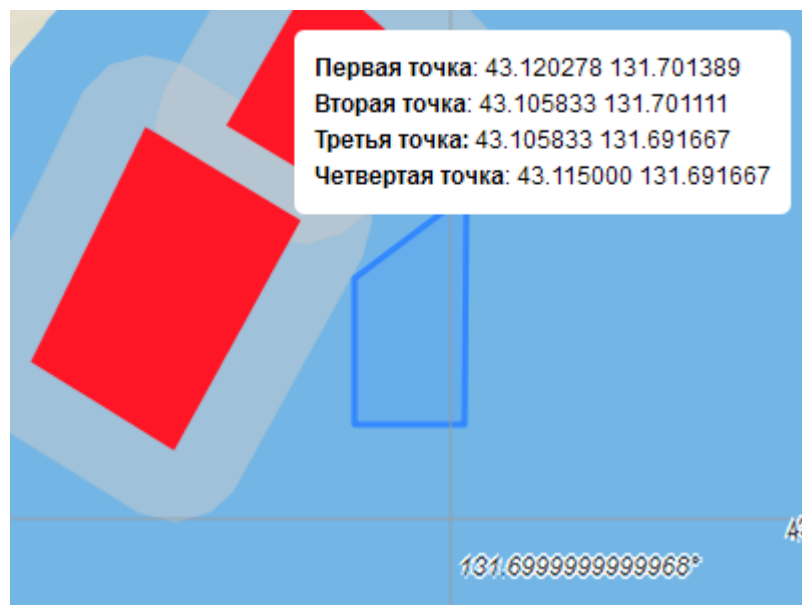 Первая точка: 43.120278 131.701389
Вторая точка: 43.105833 131.701111
Третья точка: 43.105833 131.691667
Четвертая точка: 43.115000 131.691667
131.6999999999968°